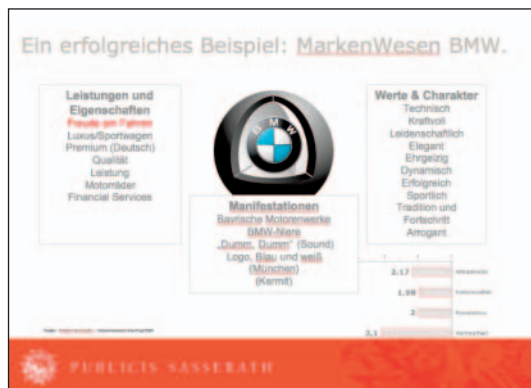 Ein erfolgreiches Beispiel: MarkenWesen BMW.
Leistungen und
Eigenschaften
Freude am Fahren
Luxus/Sportwagen
Premium (Deutsch)
Qualität
Leistung
Motorräder
Financial Services
BMW
Manifestationen
Bayrische Motorenwerke
BMW-Niere
„Dumm, Dumm" (Sound)
Logo, Blau und weiß
(München)
(Kermit)
Werte & Charakter
Technisch
Kraftvoll
Leidenschaftlich
Elegant
Ehrgeizig
Dynamisch
Erfolgreich
Sportlich
Tradition und
Fortschritt
Arrogant
2.17
1.98
2
3,1
PUBLICIS SASSERATH